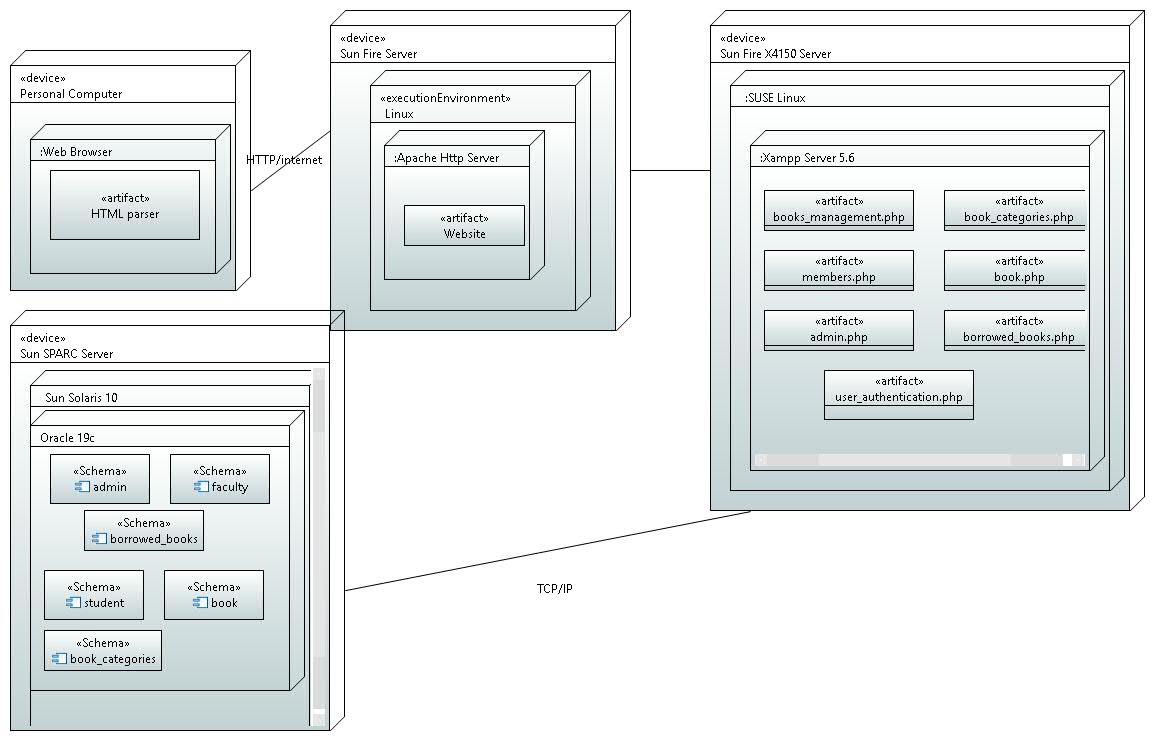 «device»
Personal Computer
:Web Browser
«artifact»
HTML parser
HTTP/internet
«device»
Sun Fire Server
«executionEnvironment»
Linux
:Apache Http Server
«artifact»
Website
«device»
Sun Fire X4150 Server
:SUSE Linux
:Xampp Server 5.6
«artifact»
books_management.php
«artifact»
book_categories.php
«artifact»
members.php
«artifact»
book.php
«artifact»
admin.php
«artifact»
borrowed_books.php
«artifact»
user_authentication.php
«device»
Sun SPARC Server
Sun Solaris 10
Oracle 19c
«Schema»
admin
«Schema»
faculty
«Schema»
borrowed_books
«Schema»
student
«Schema»
book
«Schema»
book_categories
TCP/IP